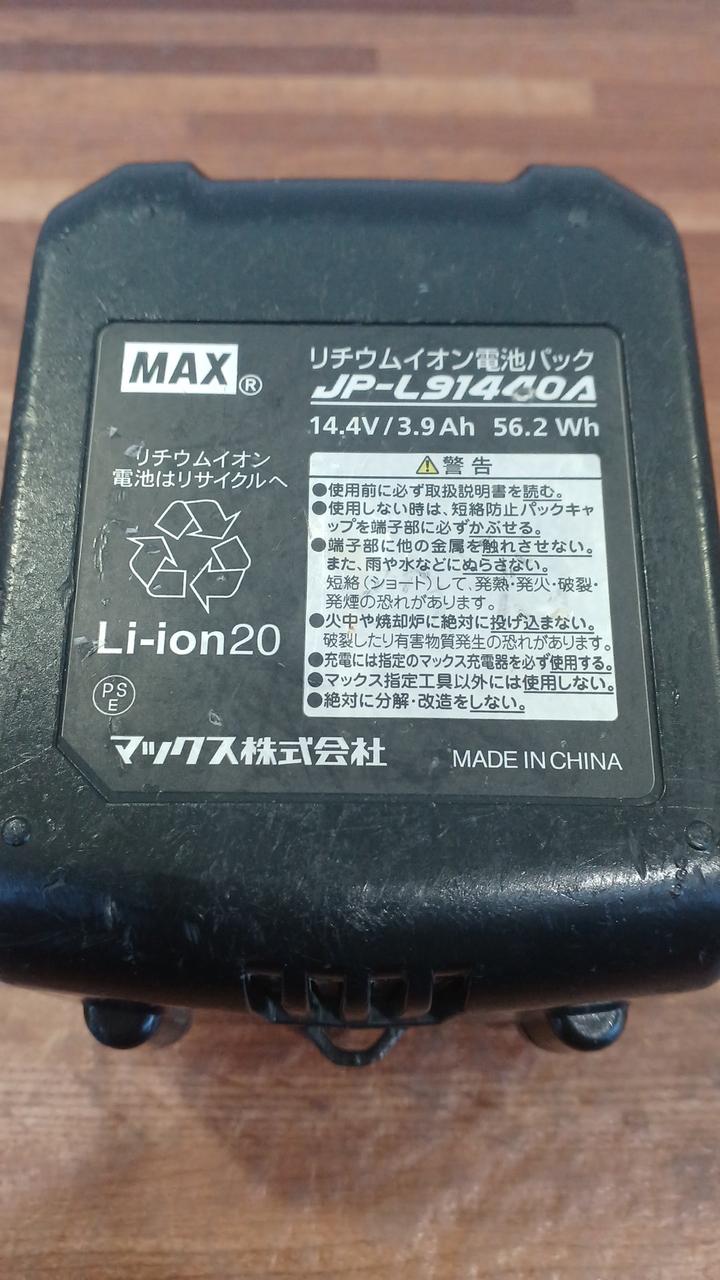 MAX®
リチウムイオン電池パック
JP-L91440A
14.4V/3.9Ah 56.2Wh
リチウムイオン
電池はリサイクルへ
Li-ion20
PS
E
⚠警告
●使用前に必ず取扱説明書を読む。
●使用しない時は、短絡防止パックキャ
ップを端子部に必ずかぶせる。
●端子部に他の金属を触れさせない。
また、雨や水などにぬらさない。
短絡(ショート)して、発熱・発火・破裂・
発煙の恐れがあります。
●火中や焼却炉に絶対に投げ込まない。
破裂したり有害物質発生の恐れがあります。
●充電には指定のマックス充電器を必ず使用する。
●マックス指定工具以外には使用しない。
●絶対に分解・改造をしない。
マックス株式会社
MADE IN CHINA